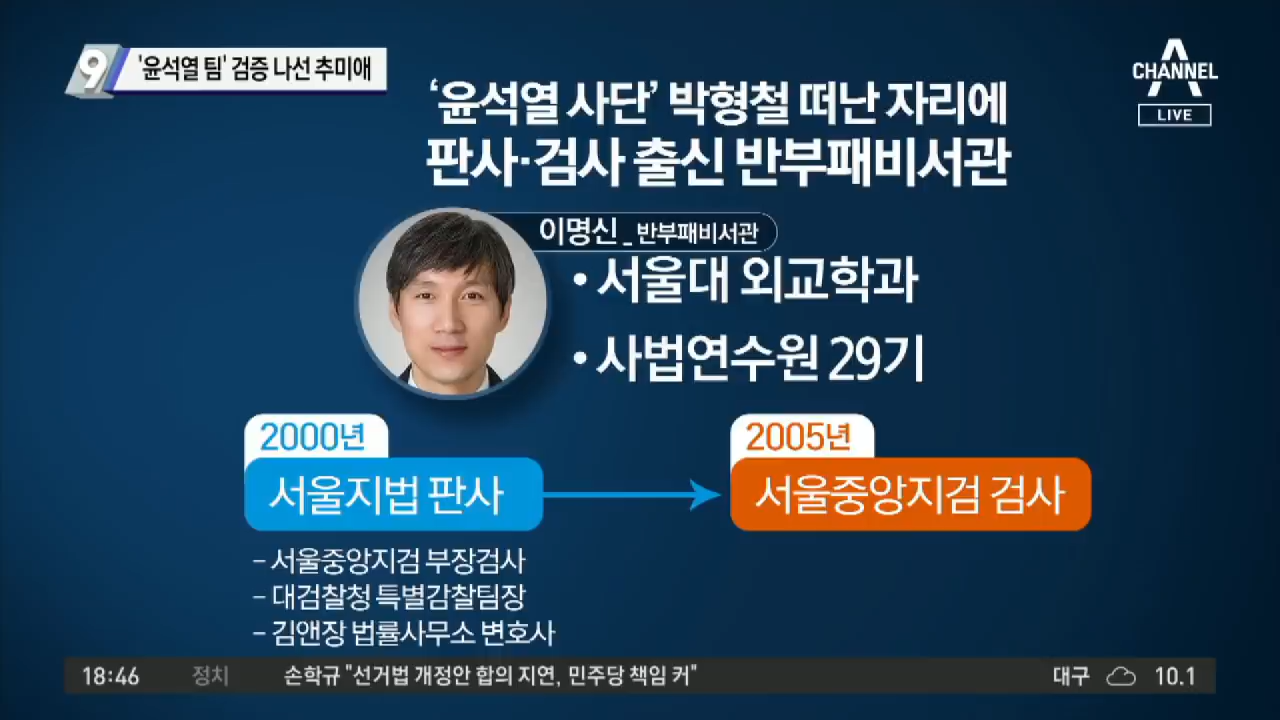 9 '윤석열 팀' 검증 나선 추미애
CHANNEL A
LIVE
'윤석열 사단' 박형철 떠난 자리에
판사·검사 출신 반부패비서관
이명신 _ 반부패비서관
• 서울대 외교학과
• 사법연수원 29기
2000년
서울지법 판사
2005년
서울중앙지검 검사
- 서울중앙지검 부장검사
- 대검찰청 특별감찰팀장
- 김앤장 법률사무소 변호사
18:46 정치 손학규 "선거법 개정안 합의 지연, 민주당 책임 커" 대구 10.1